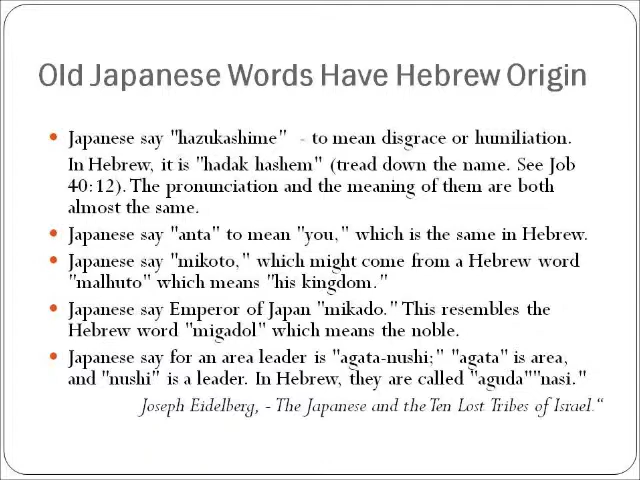 Old Japanese Words Have Hebrew Origin
Japanese say "hazukashime"  - to mean disgrace or humiliation.
In Hebrew, it is "hadak hashem" (tread down the name. See Job
40:12). The pronunciation and the meaning of them are both
almost the same.
Japanese say "anta" to mean "you," which is the same in Hebrew.
Japanese say "mikoto," which might come from a Hebrew word
"malhuto" which means "his kingdom."
Japanese say Emperor of Japan "mikado." This resembles the
Hebrew word "migadol" which means the noble.
Japanese say for an area leader is "agata-nushi;" "agata" is area,
and "nushi" is a leader. In Hebrew, they are called "aguda""nasi."
Joseph Eidelberg, - The Japanese and the Ten Lost Tribes of Israel.“